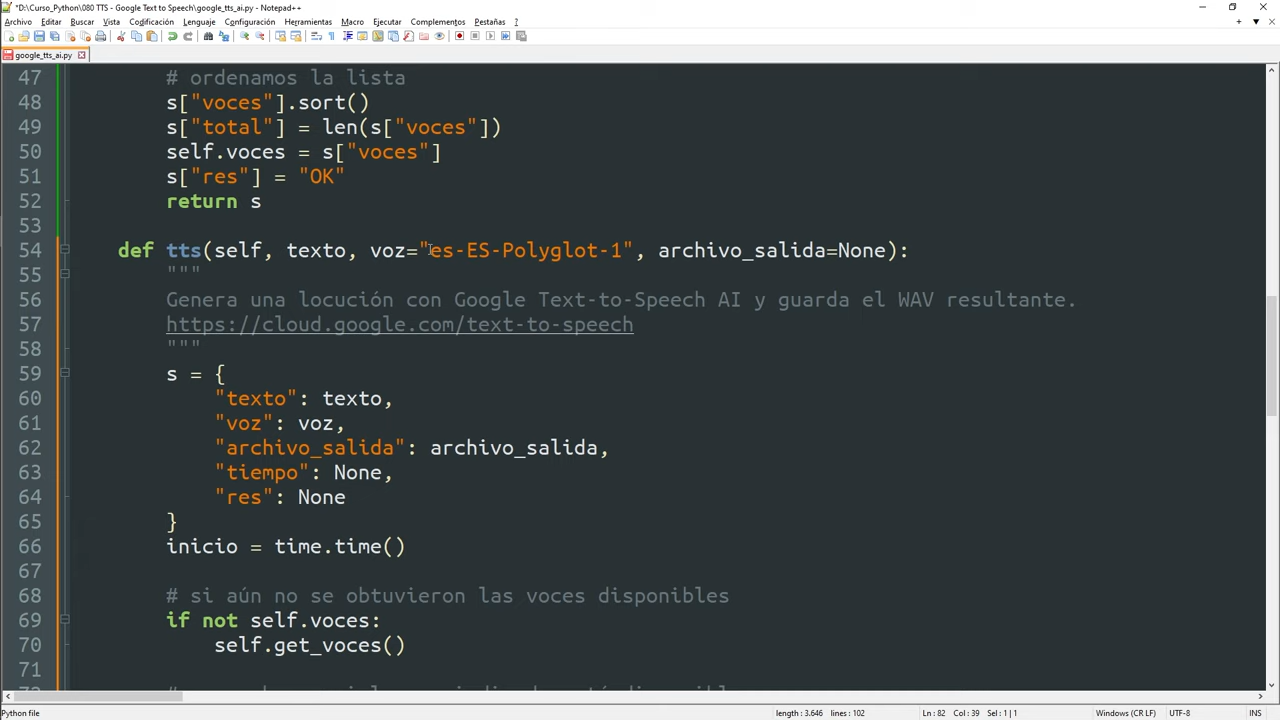 *D:\Curso_Python\080 TTS - Google Text to Speech\google_tts_ai.py - Notepad++
Archivo Editar Buscar Vista Codificación Lenguaje Configuración Herramientas Macro Ejecutar Complementos Pestañas ?
google_tts_ai.py
47 # ordenamos la lista
48 s["voces"].sort()
49 s["total"] = len(s["voces"])
50 self.voces = s["voces"]
51 s["res"] = "OK"
52 return s
53
54 def tts(self, texto, voz="es-ES-Polyglot-1", archivo_salida=None):
55 """
56 Genera una locución con Google Text-to-Speech AI y guarda el WAV resultante.
57 https://cloud.google.com/text-to-speech
58 """
59 s = {
60 "texto": texto,
61 "voz": voz,
62 "archivo_salida": archivo_salida,
63 "tiempo": None,
64 "res": None
65 }
66 inicio = time.time()
67
68 # si aún no se obtuvieron las voces disponibles
69 if not self.voces:
70 self.get_voces()
71
Python file length : 3.646 lines : 102 Ln : 82 Col : 39 Sel : 1 | 1 Windows (CR LF) UTF-8 INS